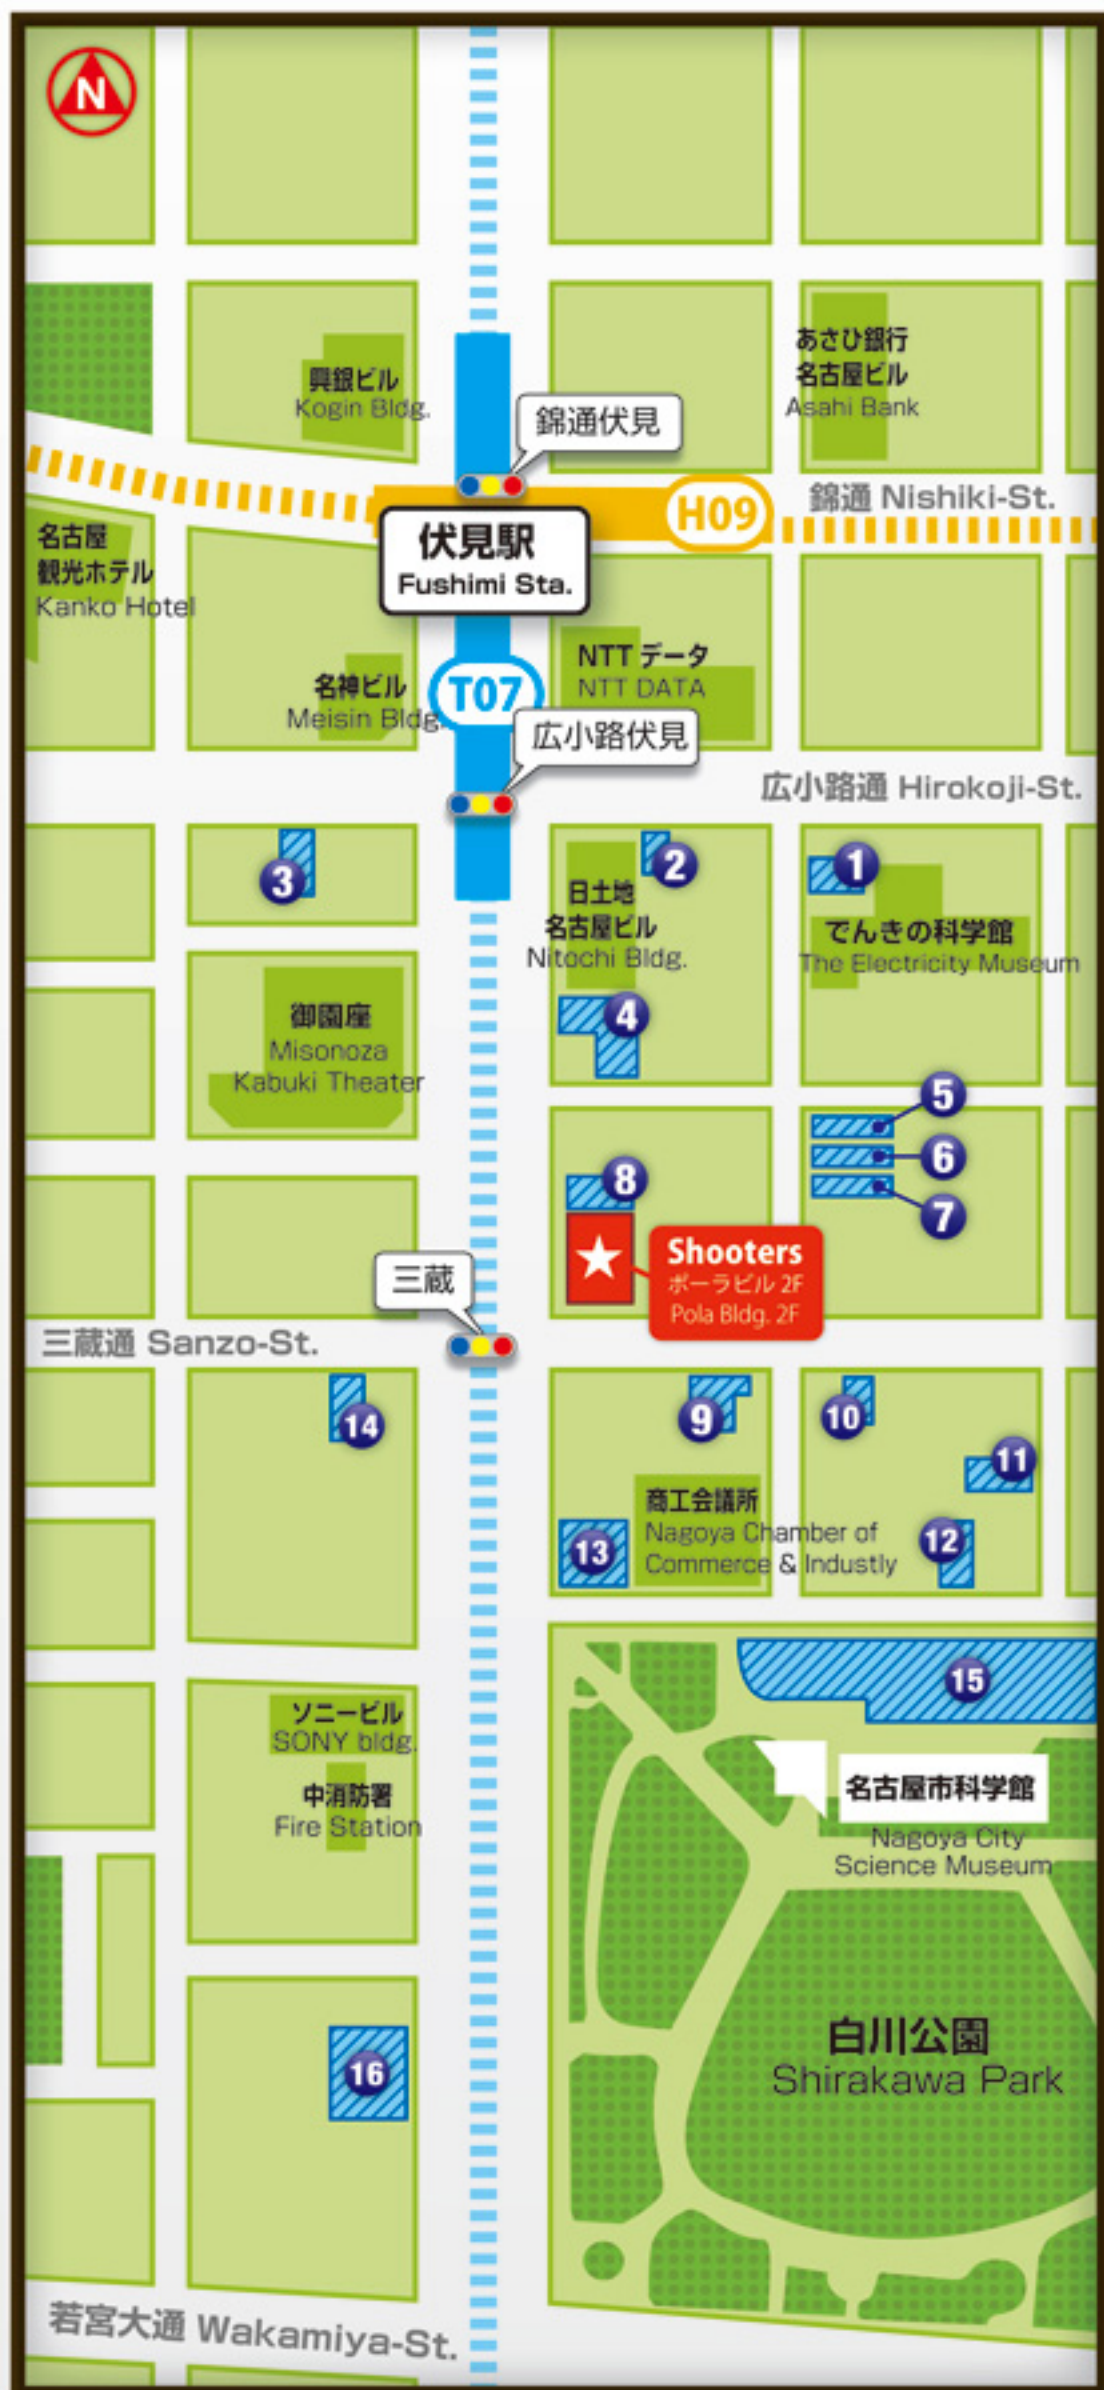 N
興銀ビル
Kogin Bldg.
あさひ銀行
名古屋ビル
Asahi Bank
錦通伏見
錦通 Nishiki-St.
H09
伏見駅
Fushimi Sta.
名古屋
観光ホテル
Kanko Hotel
名神ビル
Meisin Bldg.
T07
NTT データ
NTT DATA
広小路伏見
広小路通 Hirokoji-St.
3
2
1
日土地
名古屋ビル
Nitochi Bldg.
でんきの科学館
The Electricity Museum
御園座
Misonoza
Kabuki Theater
4
5
6
7
8
Shooters
ポーラビル 2F
Pola Bldg. 2F
三蔵
三蔵通 Sanzo-St.
14
9
10
11
商工会議所
Nagoya Chamber of
Commerce & Industly
13
12
15
ソニービル
SONY bldg.
中消防署
Fire Station
名古屋市科学館
Nagoya City
Science Museum
白川公園
Shirakawa Park
16
若宮大通 Wakamiya-St.